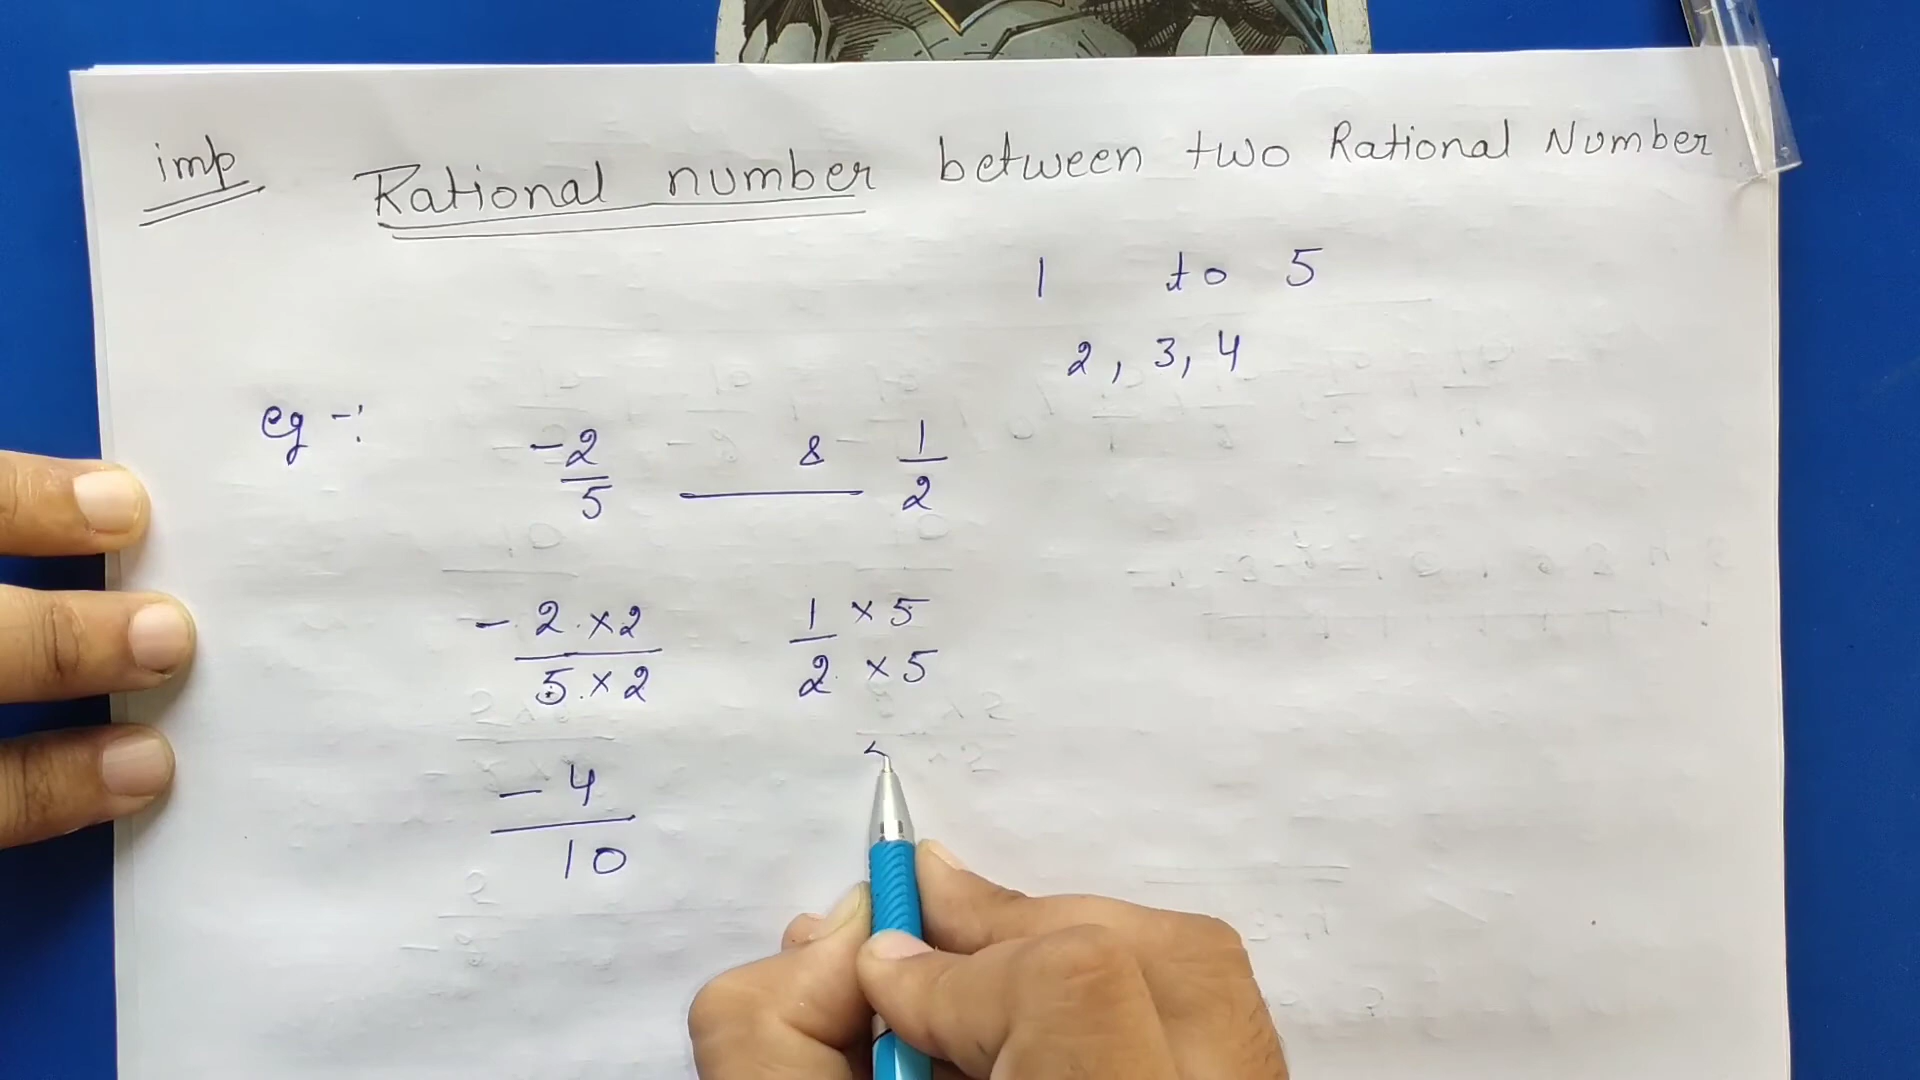 imp Rational number between two Rational Number
1 to 5
2, 3, 4
eg -: -2/5 & 1/2
- 2 × 2 / 5 × 2   1 × 5 / 2 × 5
- 4 / 10